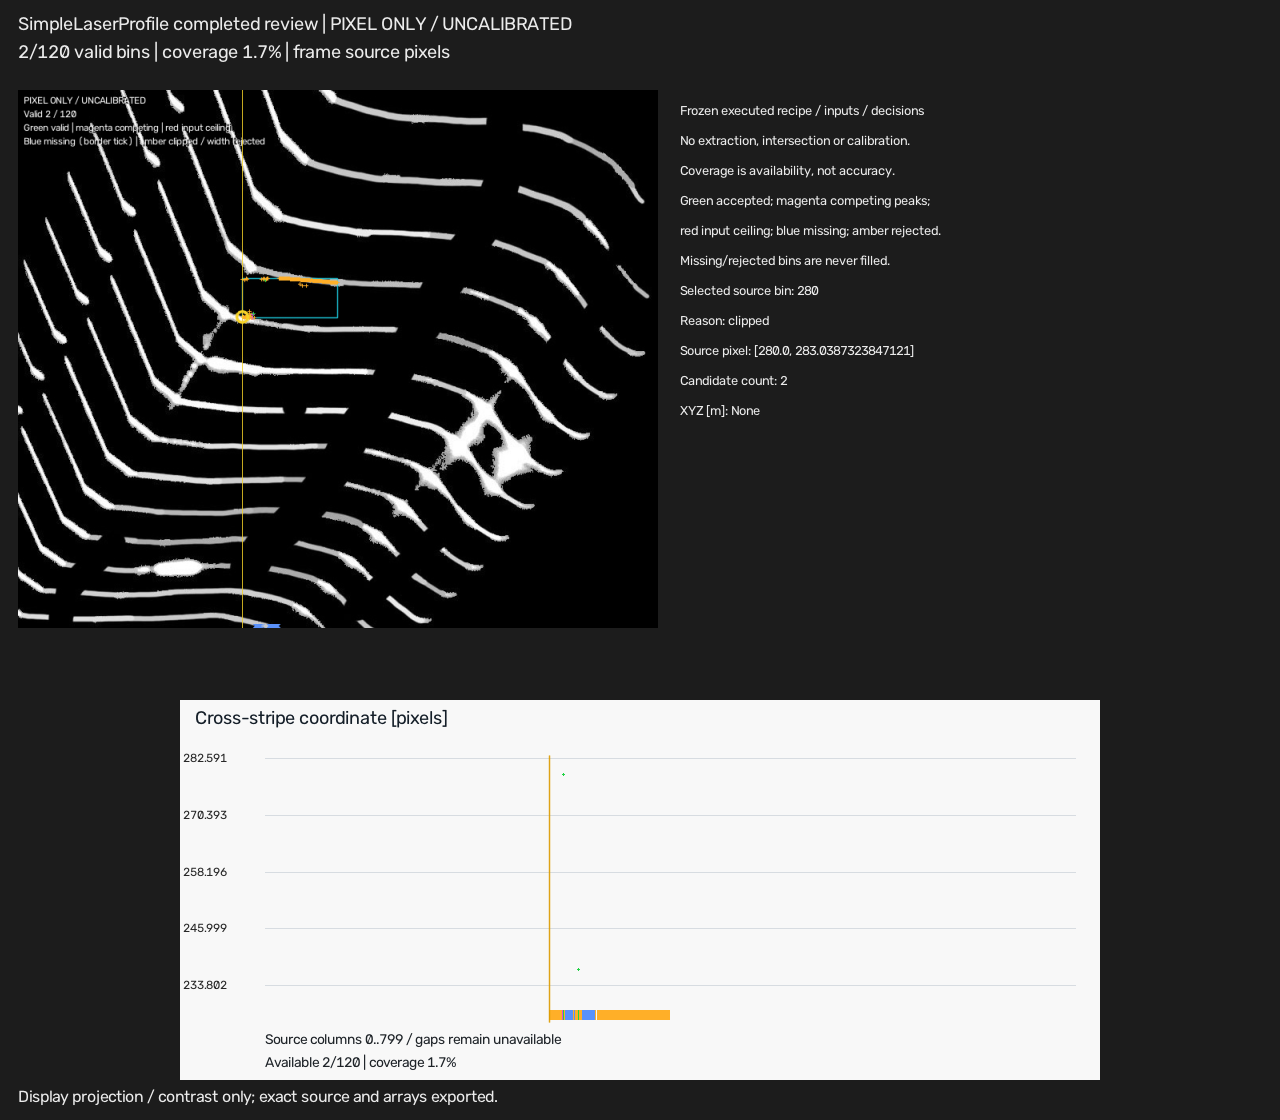 SimpleLaserProfile completed review | PIXEL ONLY / UNCALIBRATED
2/120 valid bins | coverage 1.7% | frame source pixels
PIXEL ONLY / UNCALIBRATED
Valid 2 / 120
Green valid | magenta competing | red input ceiling
Blue missing (border tick) | amber clipped / width rejected
Frozen executed recipe / inputs / decisions
No extraction, intersection or calibration.
Coverage is availability, not accuracy.
Green accepted; magenta competing peaks;
red input ceiling; blue missing; amber rejected.
Missing/rejected bins are never filled.
Selected source bin: 280
Reason: clipped
Source pixel: [280.0, 283.0387323847121]
Candidate count: 2
XYZ [m]: None
Cross-stripe coordinate [pixels]
282.591
270.393
258.196
245.999
233.802
Source columns 0..799 / gaps remain unavailable
Available 2/120 | coverage 1.7%
Display projection / contrast only; exact source and arrays exported.